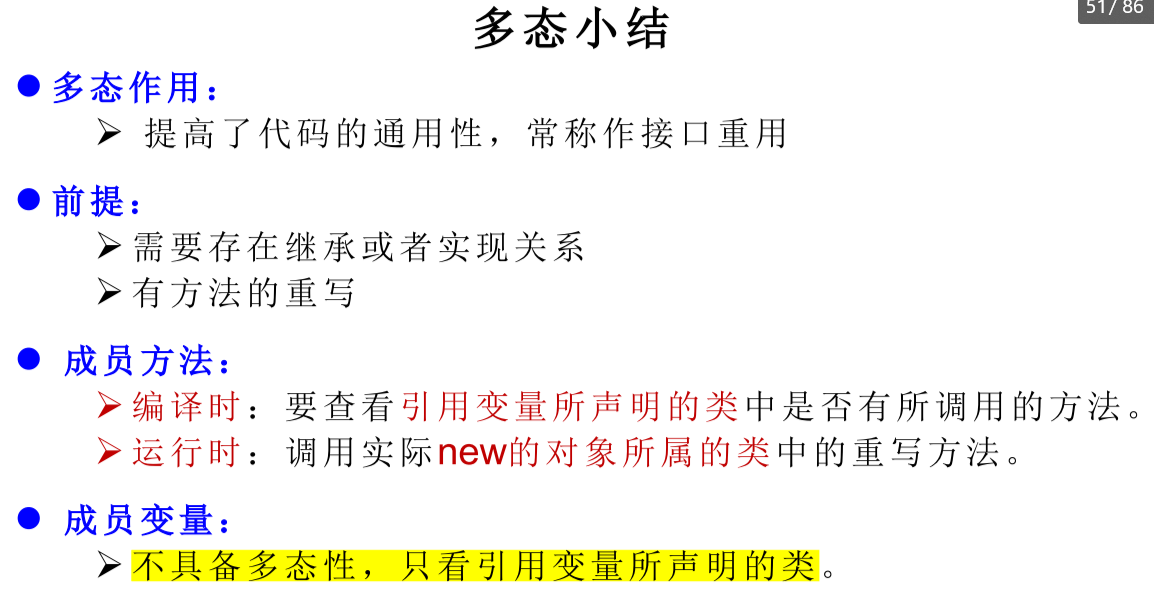 51/ 86
多态小结
多态作用：
提高了代码的通用性，常称作接口重用
前提：
需要存在继承或者实现关系
有方法的重写
成员方法：
编译时：要查看引用变量所声明的类中是否有所调用的方法。
运行时：调用实际new的对象所属的类中的重写方法。
成员变量：
不具备多态性，只看引用变量所声明的类。